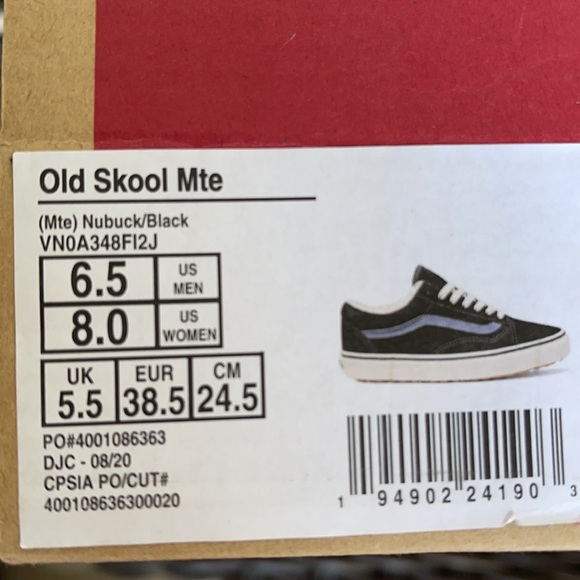 Old Skool Mte
(Mte) Nubuck/Black
VN0A348FI2J
6.5 US MEN
8.0 US WOMEN
UK EUR CM
5.5 38.5 24.5
PO#4001086363
DJC - 08/20
CPSIA PO/CUT#
400108636300020
1 94902 24190 3